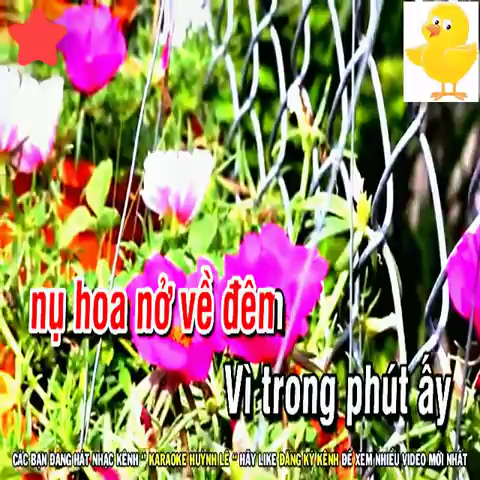 nụ hoa nở về đêm
Vì trong phút ấy
CÁC BẠN ĐANG HÁT NHẠC KÊNH " KARAOKE HUỲNH LÊ " HÃY LIKE ĐĂNG KÝ KÊNH ĐỂ XEM NHIỀU VIDEO MỚI NHẤT